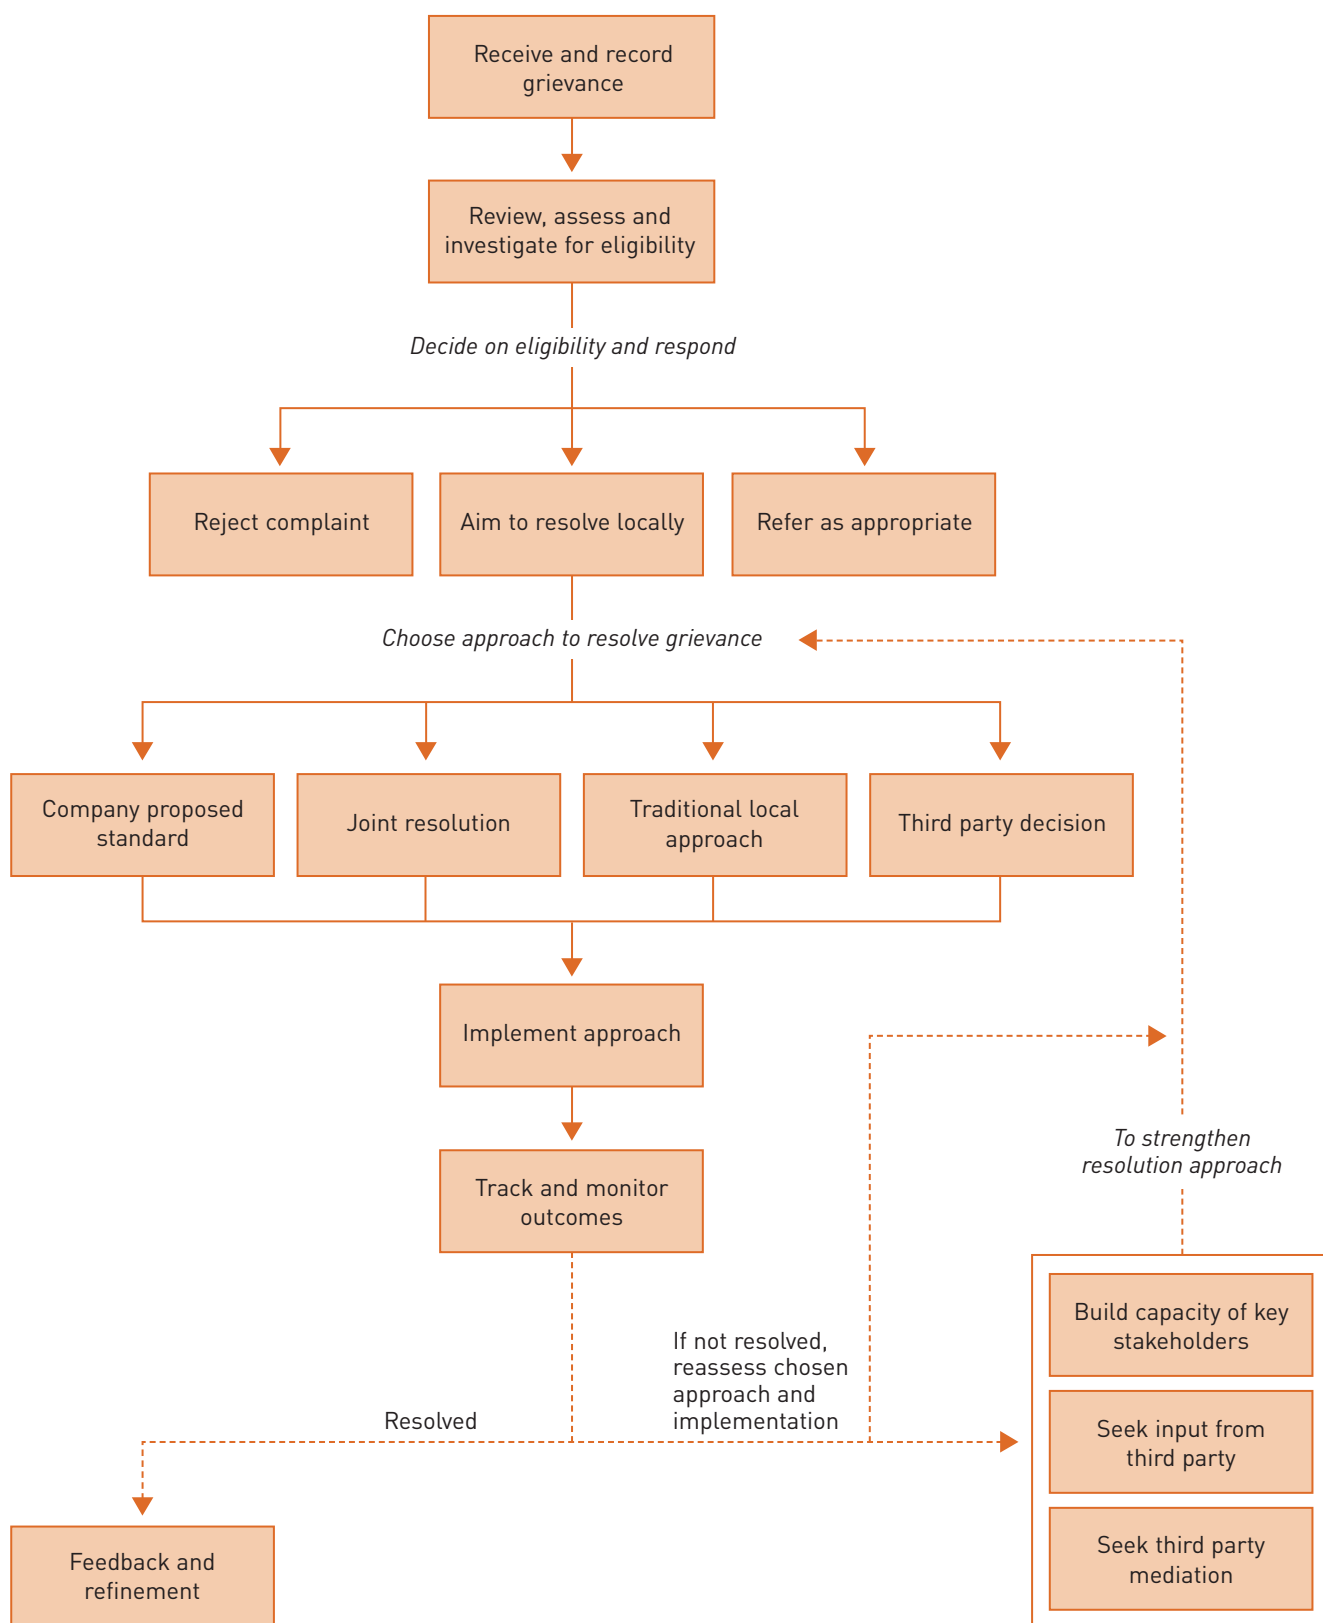 Receive and record
grievance
Review, assess and
investigate for eligibility
Decide on eligibility and respond
Reject complaint
Aim to resolve locally
Refer as appropriate
Choose approach to resolve grievance
Company proposed
standard
Joint resolution
Traditional local
approach
Third party decision
Implement approach
Track and monitor
outcomes
To strengthen
resolution approach
If not resolved,
reassess chosen
approach and
implementation
Resolved
Build capacity of key
stakeholders
Seek input from
third party
Seek third party
mediation
Feedback and
refinement